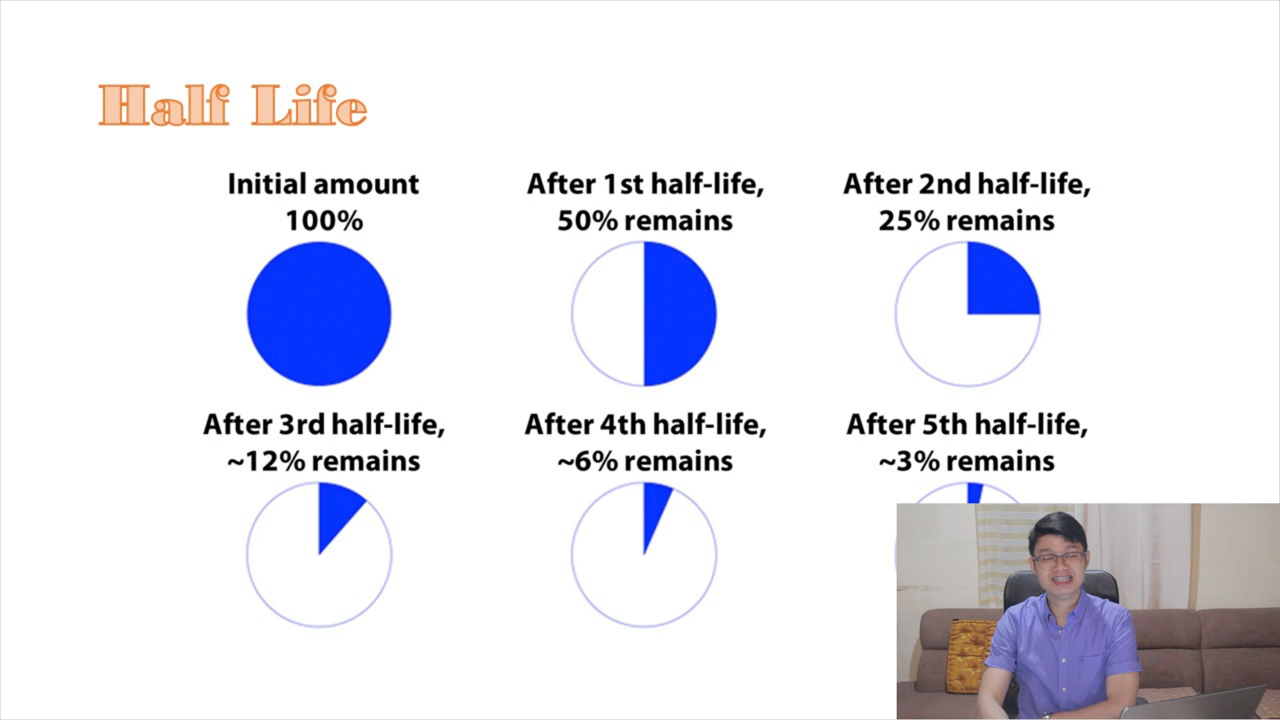 Half Life
Initial amount
100%
After 1st half-life,
50% remains
After 2nd half-life,
25% remains
After 3rd half-life,
~12% remains
After 4th half-life,
~6% remains
After 5th half-life,
~3% remains